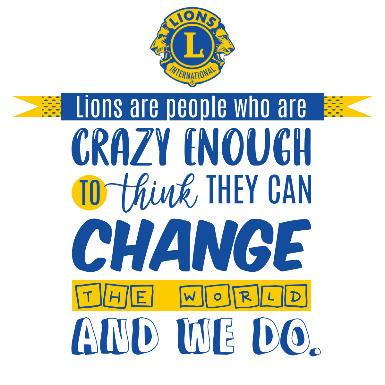 LIONS
L
INTERNATIONAL
Lions are people who are
CRAZY ENOUGH
TO think THEY CAN
CHANGE
THE WORLD
AND WE DO.